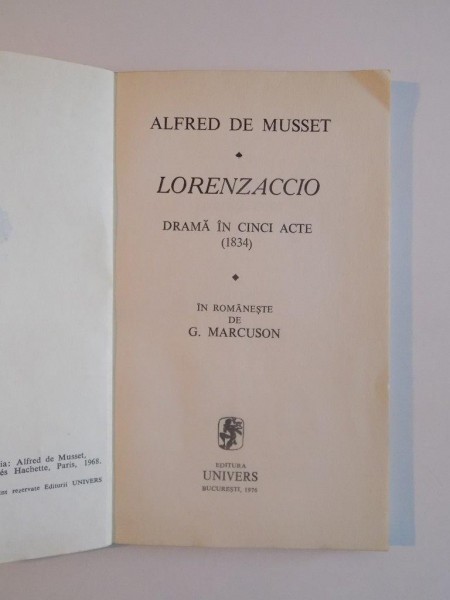 ia: Alfred de Musset,
és Hachette, Paris, 1968.
rezervate Editurii UNIVERS
ALFRED DE MUSSET
LORENZACCIO
DRAMĂ ÎN CINCI ACTE
(1834)
ÎN ROMÂNEȘTE
DE
G. MARCUSON
EDITURA
UNIVERS
BUCUREȘTI, 1976